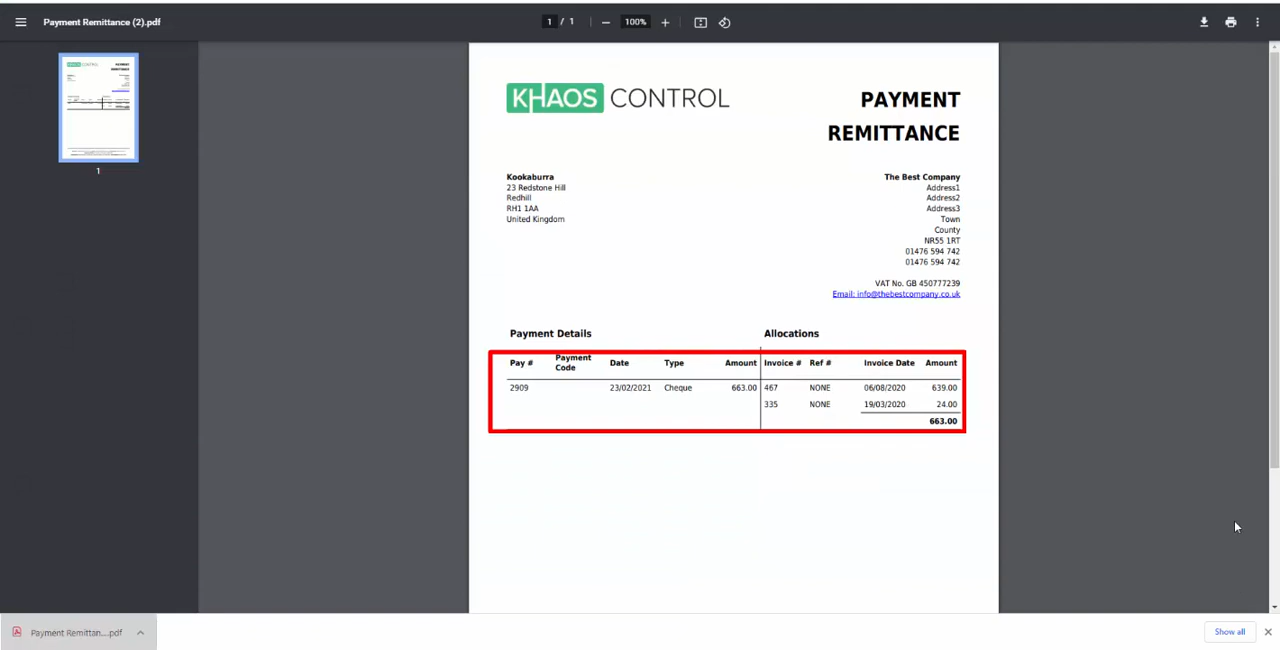 Payment Remittance (2).pdf
1 / 1
100%
KHAOS CONTROL
PAYMENT
REMITTANCE
Kookaburra
23 Redstone Hill
Redhill
RH1 1AA
United Kingdom
The Best Company
Address1
Address2
Address3
Town
County
NR55 1RT
01476 594 742
01476 594 742
VAT No. GB 450777239
Email: info@thebestcompany.co.uk
1
Payment Details Allocations
Pay # Payment Code Date Type Amount Invoice # Ref # Invoice Date Amount
2909 23/02/2021 Cheque 663.00 467 NONE 06/08/2020 639.00
335 NONE 19/03/2020 24.00
663.00
Payment Remittan....pdf
Show all